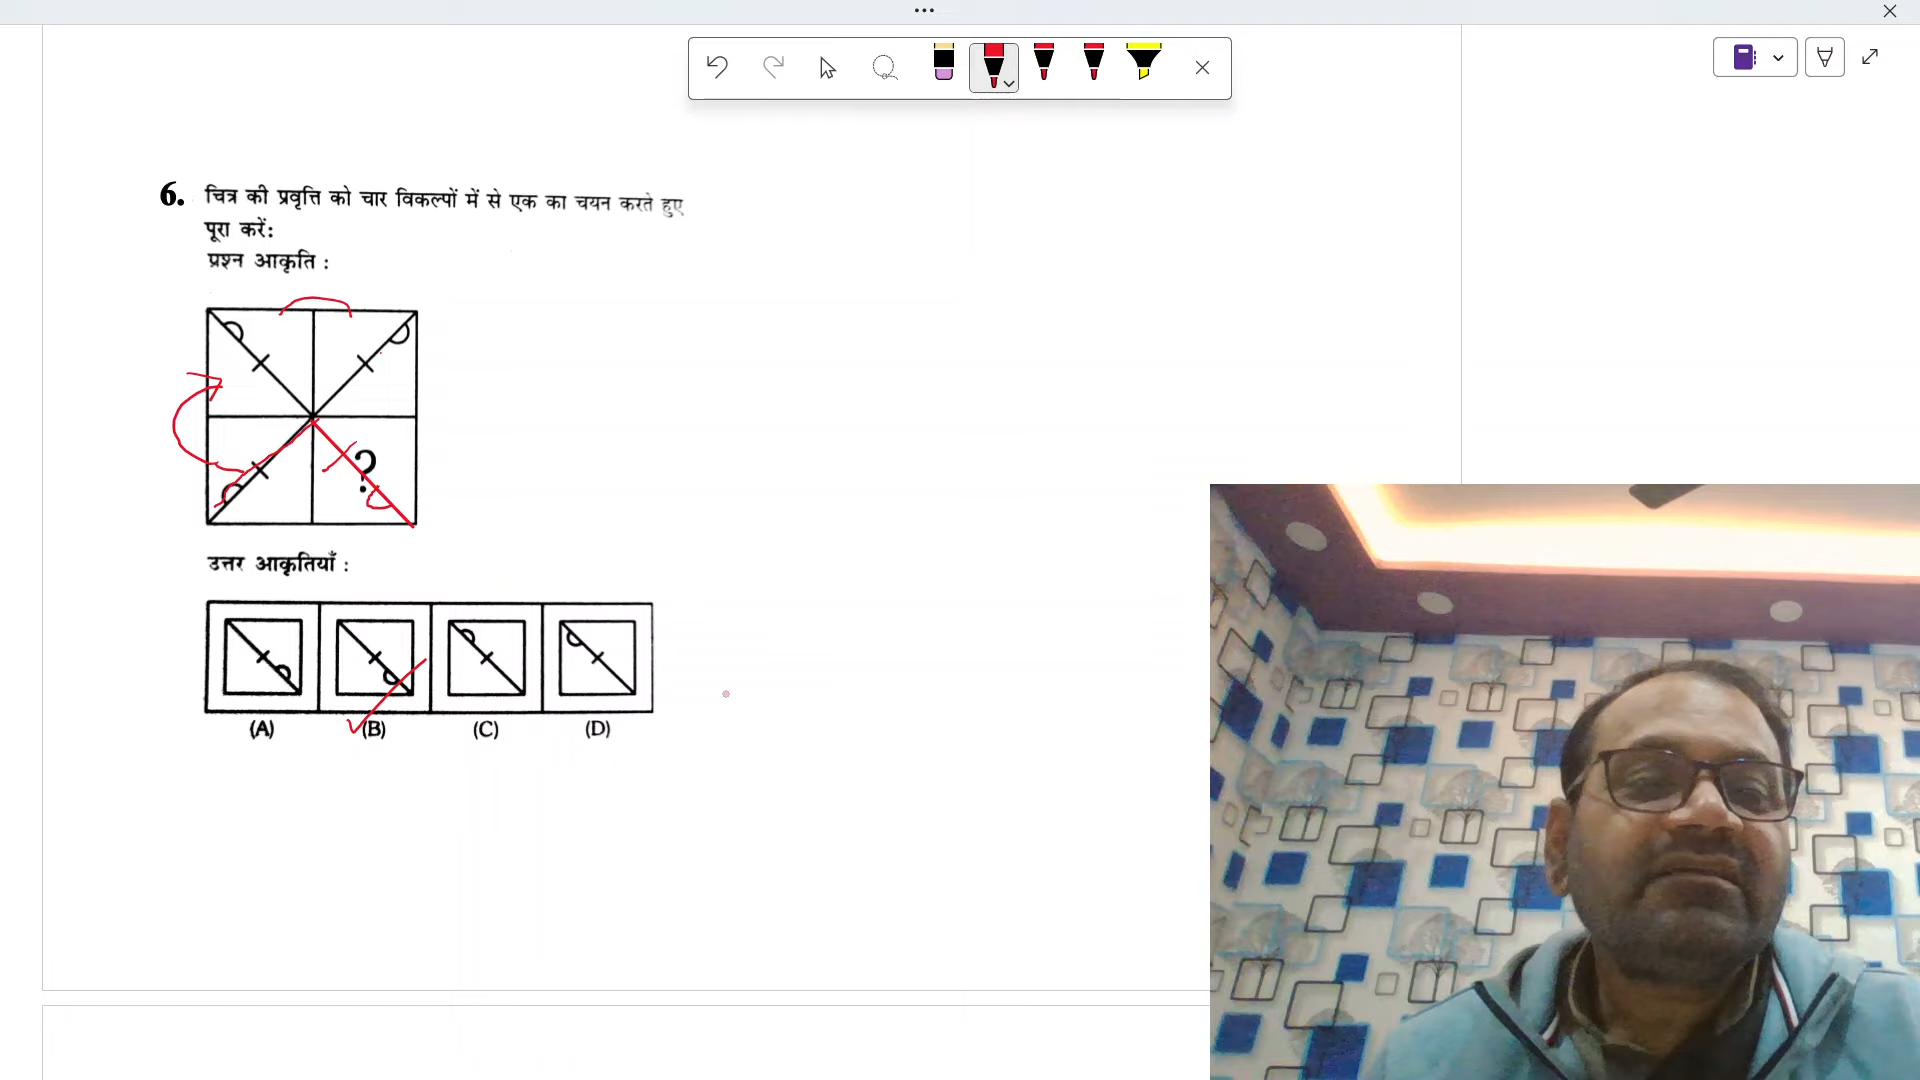 6. चित्र की प्रवृत्ति को चार विकल्पों में से एक का चयन करते हुए
पूरा करें:
प्रश्न आकृति :
?
उत्तर आकृतियाँ :
(A) (B) (C) (D)